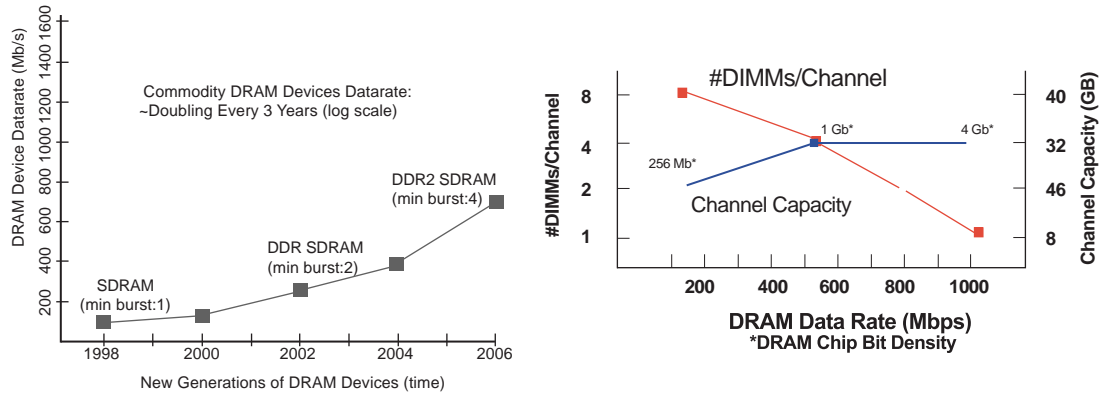 DRAM Device Datarate (Mb/s)
1600
1400
1200
1000
800
600
400
200
Commodity DRAM Devices Datarate:
~Doubling Every 3 Years (log scale)
DDR2 SDRAM
(min burst:4)
DDR SDRAM
(min burst:2)
SDRAM
(min burst:1)
1998 2000 2002 2004 2006
New Generations of DRAM Devices (time)
#DIMMs/Channel
8
4
2
1
#DIMMs/Channel
1 Gb*
4 Gb*
256 Mb*
Channel Capacity
40
32
46
8
Channel Capacity (GB)
200 400 600 800 1000
DRAM Data Rate (Mbps)
*DRAM Chip Bit Density